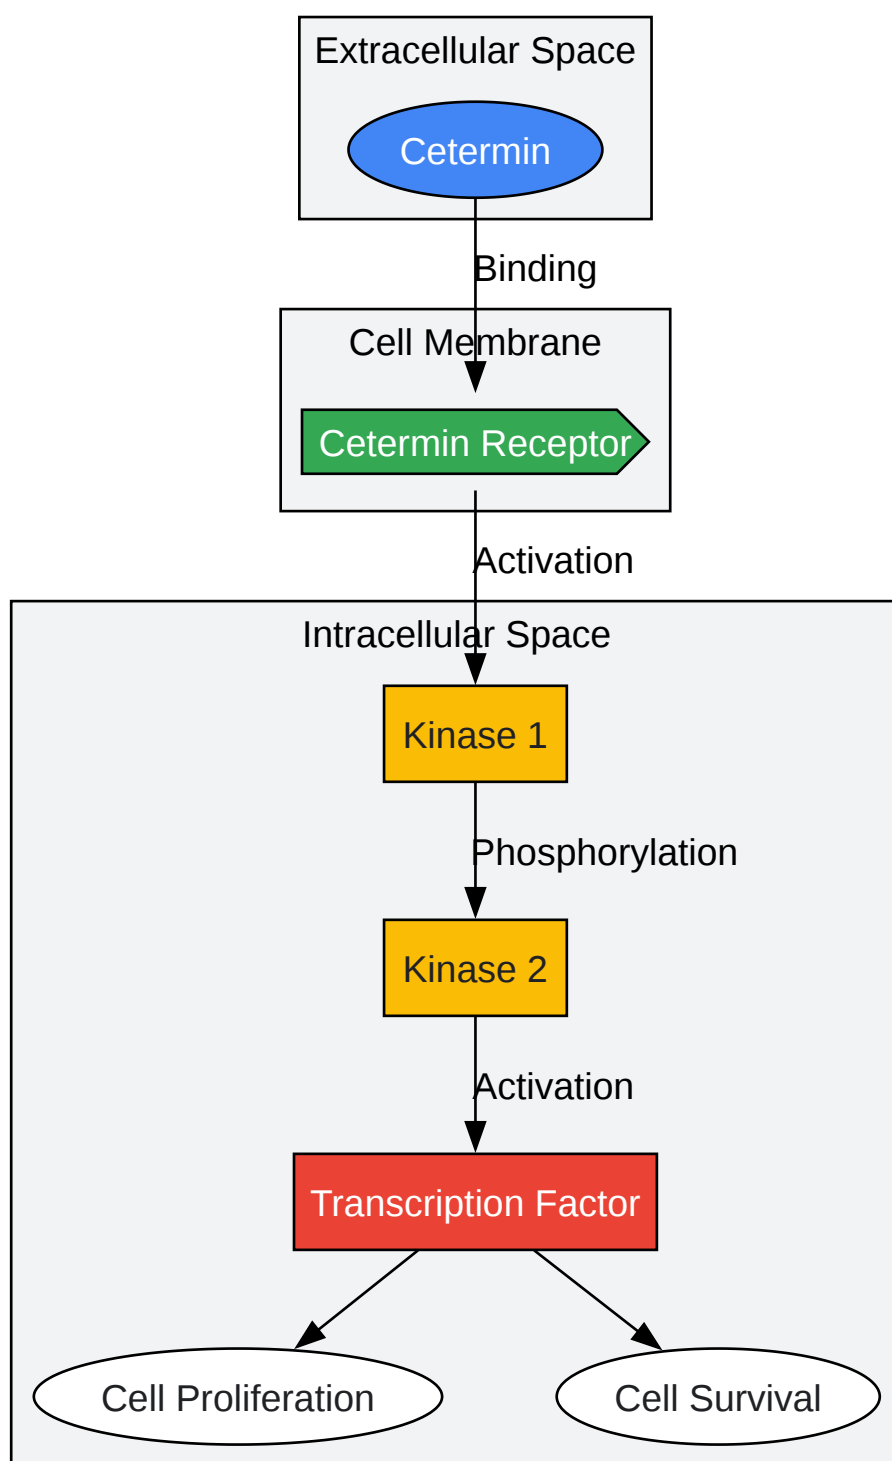 Extracellular Space
Cetermin
Binding
Cell Membrane
Cetermin Receptor
Activation
Intracellular Space
Kinase 1
Phosphorylation
Kinase 2
Activation
Transcription Factor
Cell Proliferation
Cell Survival